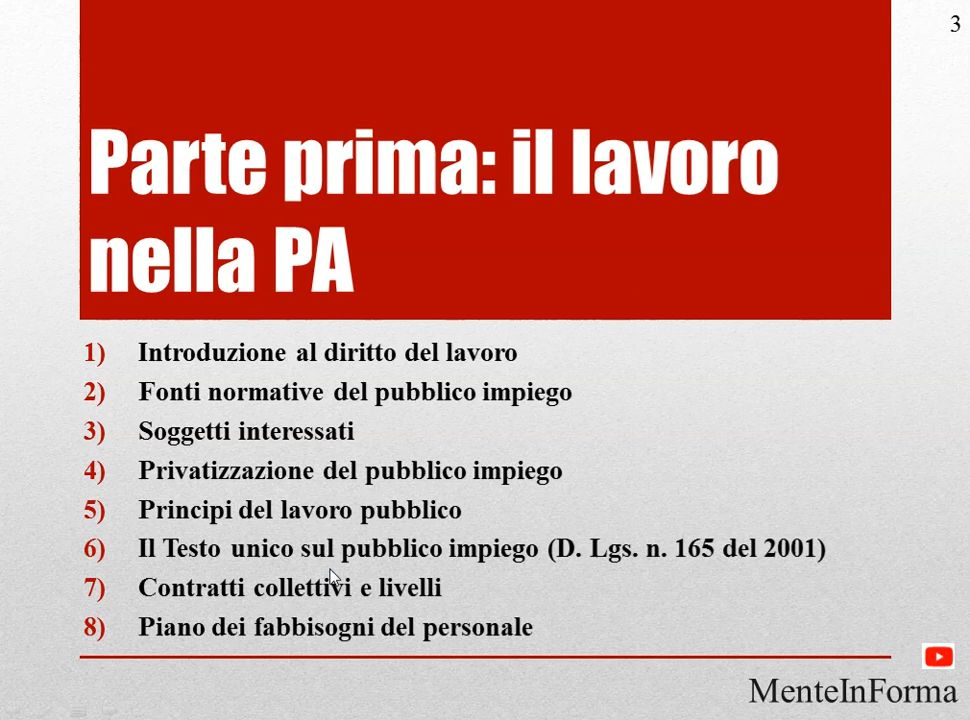 3
Parte prima: il lavoro
nella PA
1) Introduzione al diritto del lavoro
2) Fonti normative del pubblico impiego
3) Soggetti interessati
4) Privatizzazione del pubblico impiego
5) Principi del lavoro pubblico
6) Il Testo unico sul pubblico impiego (D. Lgs. n. 165 del 2001)
7) Contratti collettivi e livelli
8) Piano dei fabbisogni del personale
MenteInForma